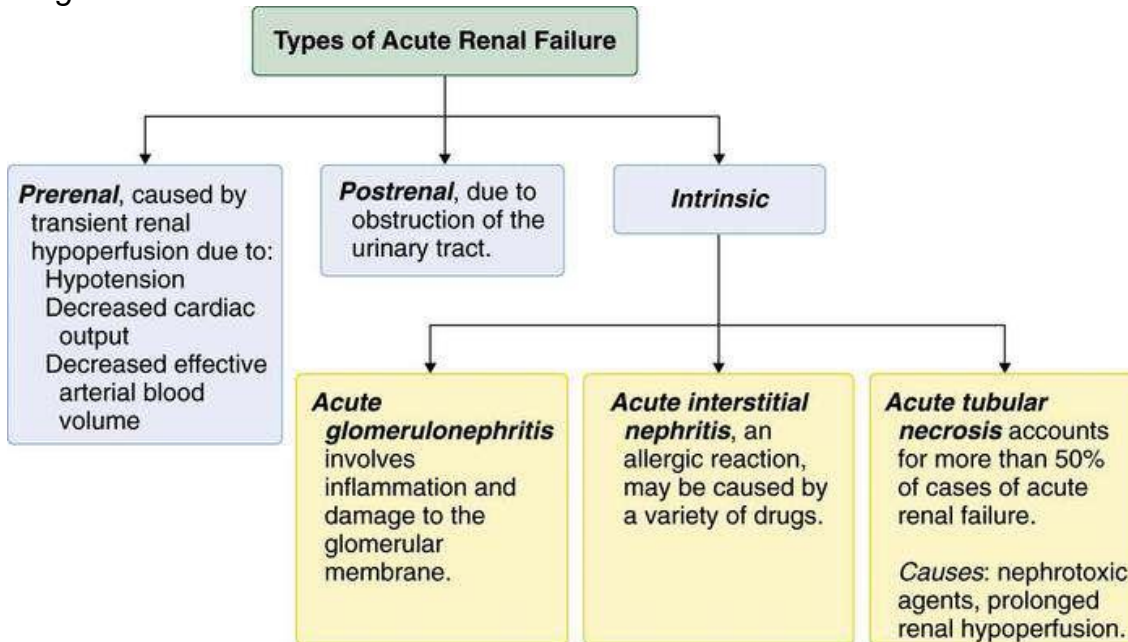 Types of Acute Renal Failure
Prerenal, caused by
transient renal
hypoperfusion due to:
Hypotension
Decreased cardiac
output
Decreased effective
arterial blood
volume
Postrenal, due to
obstruction of the
urinary tract.
Intrinsic
Acute
glomerulonephritis
involves
inflammation and
damage to the
glomerular
membrane.
Acute interstitial
nephritis, an
allergic reaction,
may be caused by
a variety of drugs.
Acute tubular
necrosis accounts
for more than 50%
of cases of acute
renal failure.
Causes: nephrotoxic
agents, prolonged
renal hypoperfusion.